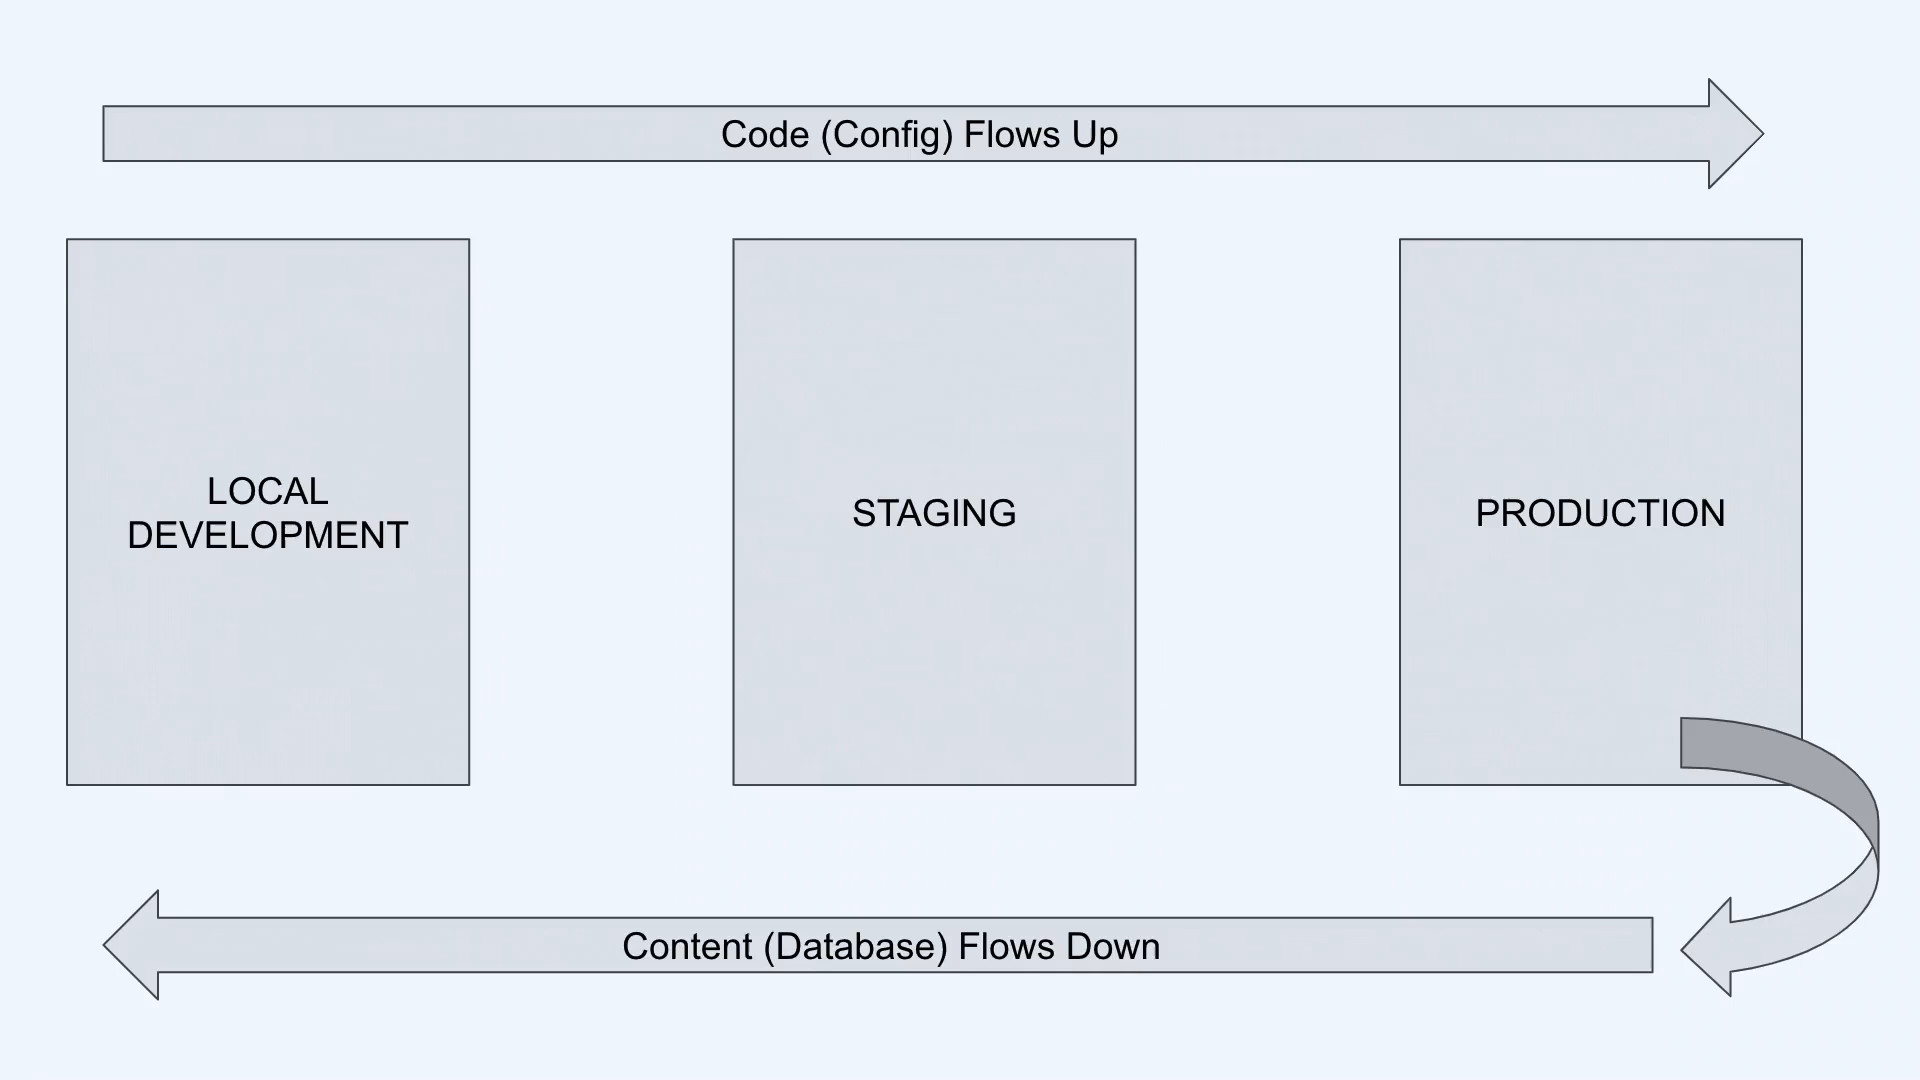 Code (Config) Flows Up
LOCAL
DEVELOPMENT
STAGING
PRODUCTION
Content (Database) Flows Down